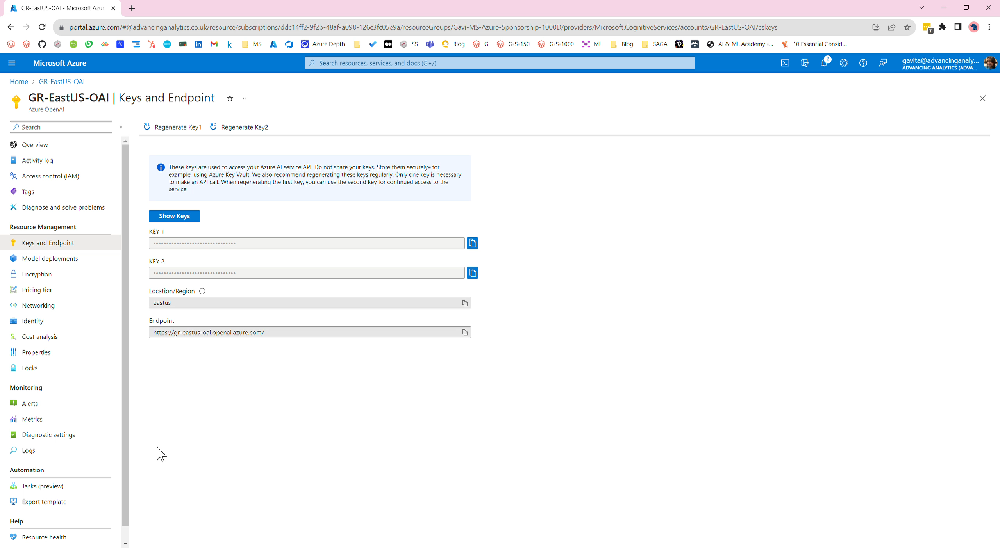 GR-EastUS-OAI - Microsoft Azur
portal.azure.com/#@advancinganalytics.co.uk/resource/subscriptions/ddc14ff2-9f2b-48af-a098-126c3fc05e9a/resourceGroups/Gavi-MS-Azure-Sponsorship-1000D/providers/Microsoft.CognitiveServices/accounts/GR-EastUS-OAI/cskeys
7
MS
Azure Depth
SS
Blog
G
G-S-150
G-S-1000
ML
Blog
SAGA
AI & ML Academy -...
10 Essential Consid...
Microsoft Azure
Search resources, services, and docs (G+/)
2
gavita@advancinganaly...
ADVANCING ANALYTICS (ADVA...
Home > GR-EastUS-OAI
GR-EastUS-OAI | Keys and Endpoint
Azure OpenAI
Search
Overview
Activity log
Access control (IAM)
Tags
Diagnose and solve problems
Resource Management
Keys and Endpoint
Model deployments
Encryption
Pricing tier
Networking
Identity
Cost analysis
Properties
Locks
Monitoring
Alerts
Metrics
Diagnostic settings
Logs
Automation
Tasks (preview)
Export template
Help
Resource health
Regenerate Key1
Regenerate Key2
These keys are used to access your Azure AI service API. Do not share your keys. Store them securely– for
example, using Azure Key Vault. We also recommend regenerating these keys regularly. Only one key is necessary
to make an API call. When regenerating the first key, you can use the second key for continued access to the
service.
Show Keys
KEY 1
••••••••••••••••••••••••••••••••
KEY 2
••••••••••••••••••••••••••••••••
Location/Region
eastus
Endpoint
https://gr-eastus-oai.openai.azure.com/